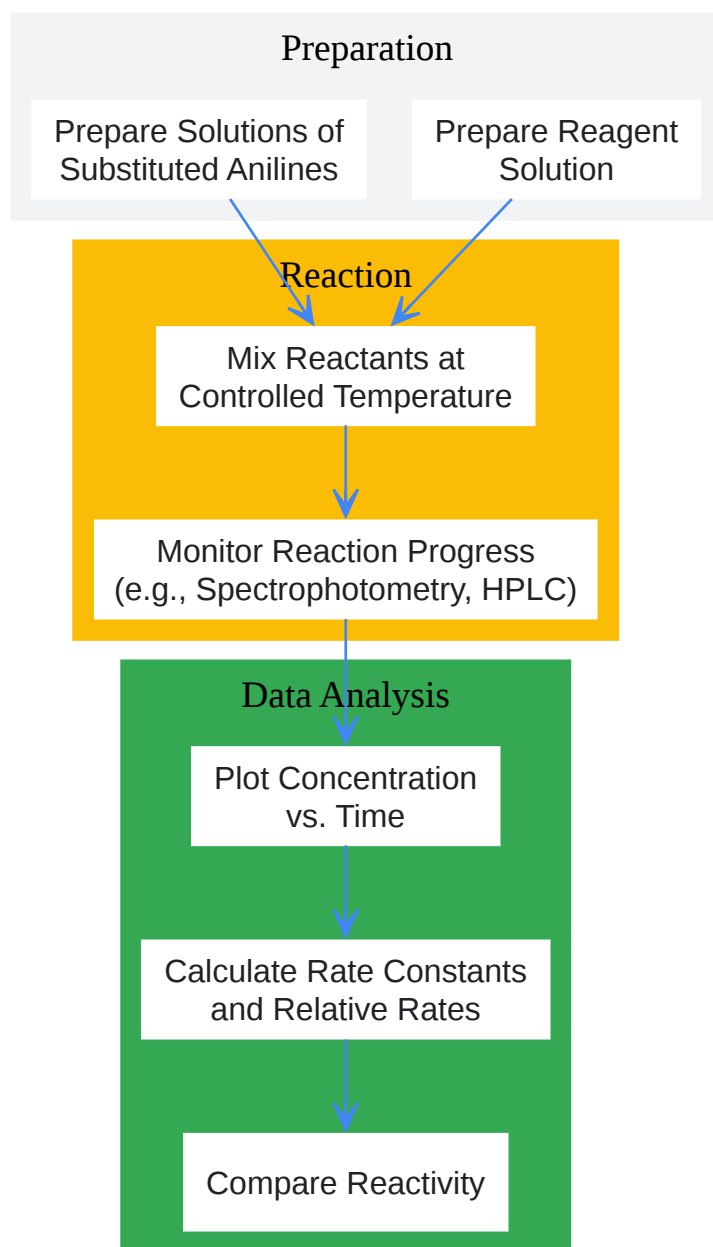 Preparation
Prepare Solutions of
Substituted Anilines
Prepare Reagent
Solution
Reaction
Mix Reactants at
Controlled Temperature
Monitor Reaction Progress
(e.g., Spectrophotometry, HPLC)
Data Analysis
Plot Concentration
vs. Time
Calculate Rate Constants
and Relative Rates
Compare Reactivity